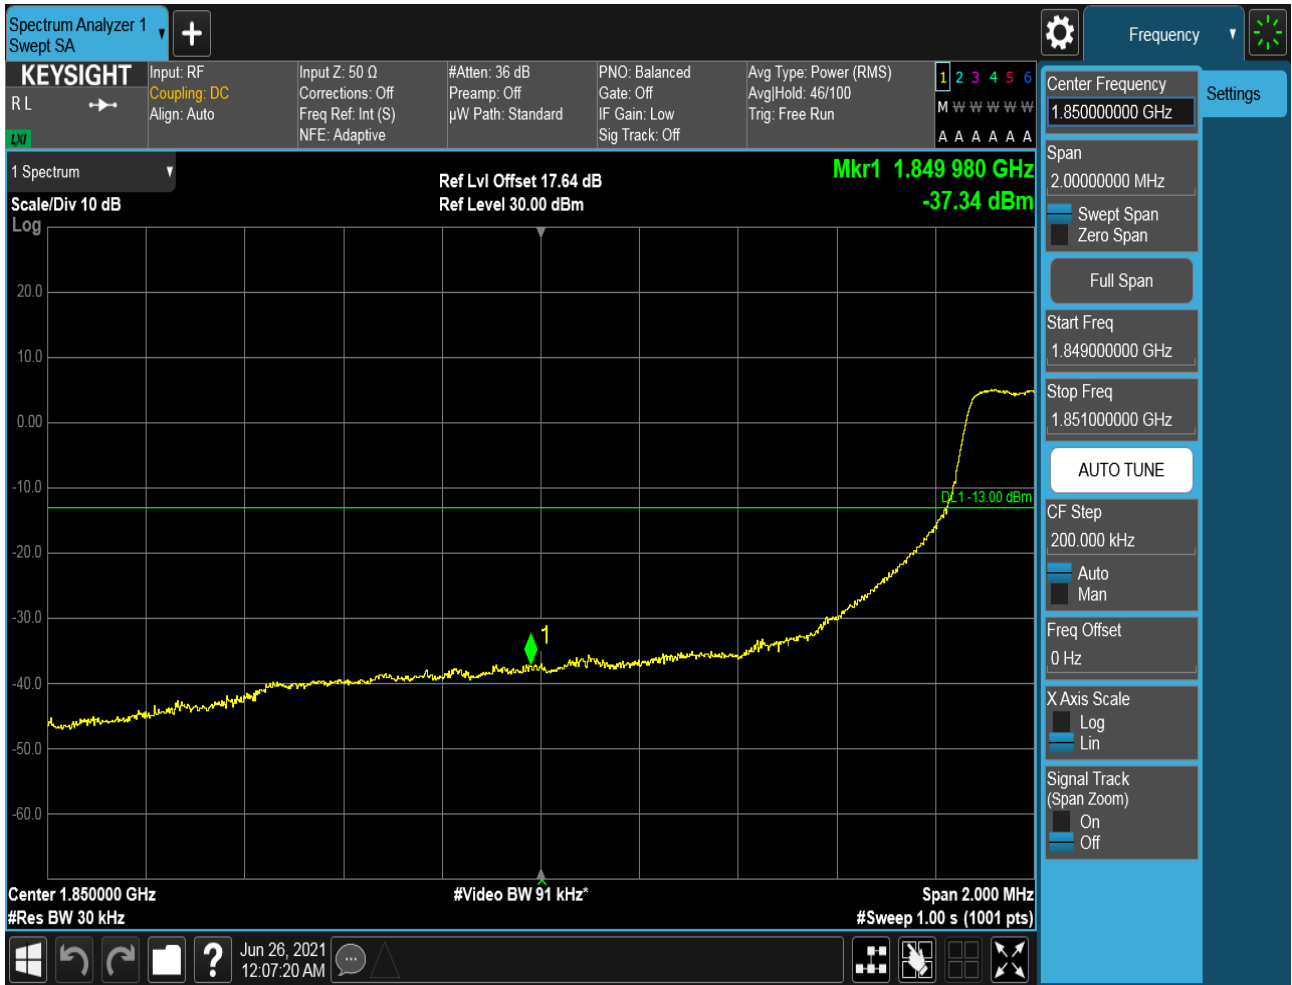 Spectrum Analyzer 1
Swept SA
Frequency
KEYSIGHT
R L
LXI
Input: RF
Coupling: DC
Align: Auto
Input Z: 50 Ω
Corrections: Off
Freq Ref: Int (S)
NFE: Adaptive
#Atten: 36 dB
Preamp: Off
µW Path: Standard
PNO: Balanced
Gate: Off
IF Gain: Low
Sig Track: Off
Avg Type: Power (RMS)
Avg|Hold: 46/100
Trig: Free Run
1 2 3 4 5 6
M W W W W W
A A A A A A
1 Spectrum
Scale/Div 10 dB
Log
Ref Lvl Offset 17.64 dB
Ref Level 30.00 dBm
Mkr1 1.849 980 GHz
-37.34 dBm
20.0
10.0
0.00
-10.0
DL1 -13.00 dBm
-20.0
-30.0
1
-40.0
-50.0
-60.0
Center 1.850000 GHz
#Video BW 91 kHz*
Span 2.000 MHz
#Res BW 30 kHz
#Sweep 1.00 s (1001 pts)
?
Jun 26, 2021
12:07:20 AM
Center Frequency
1.850000000 GHz
Settings
Span
2.00000000 MHz
Swept Span
Zero Span
Full Span
Start Freq
1.849000000 GHz
Stop Freq
1.851000000 GHz
AUTO TUNE
CF Step
200.000 kHz
Auto
Man
Freq Offset
0 Hz
X Axis Scale
Log
Lin
Signal Track
(Span Zoom)
On
Off